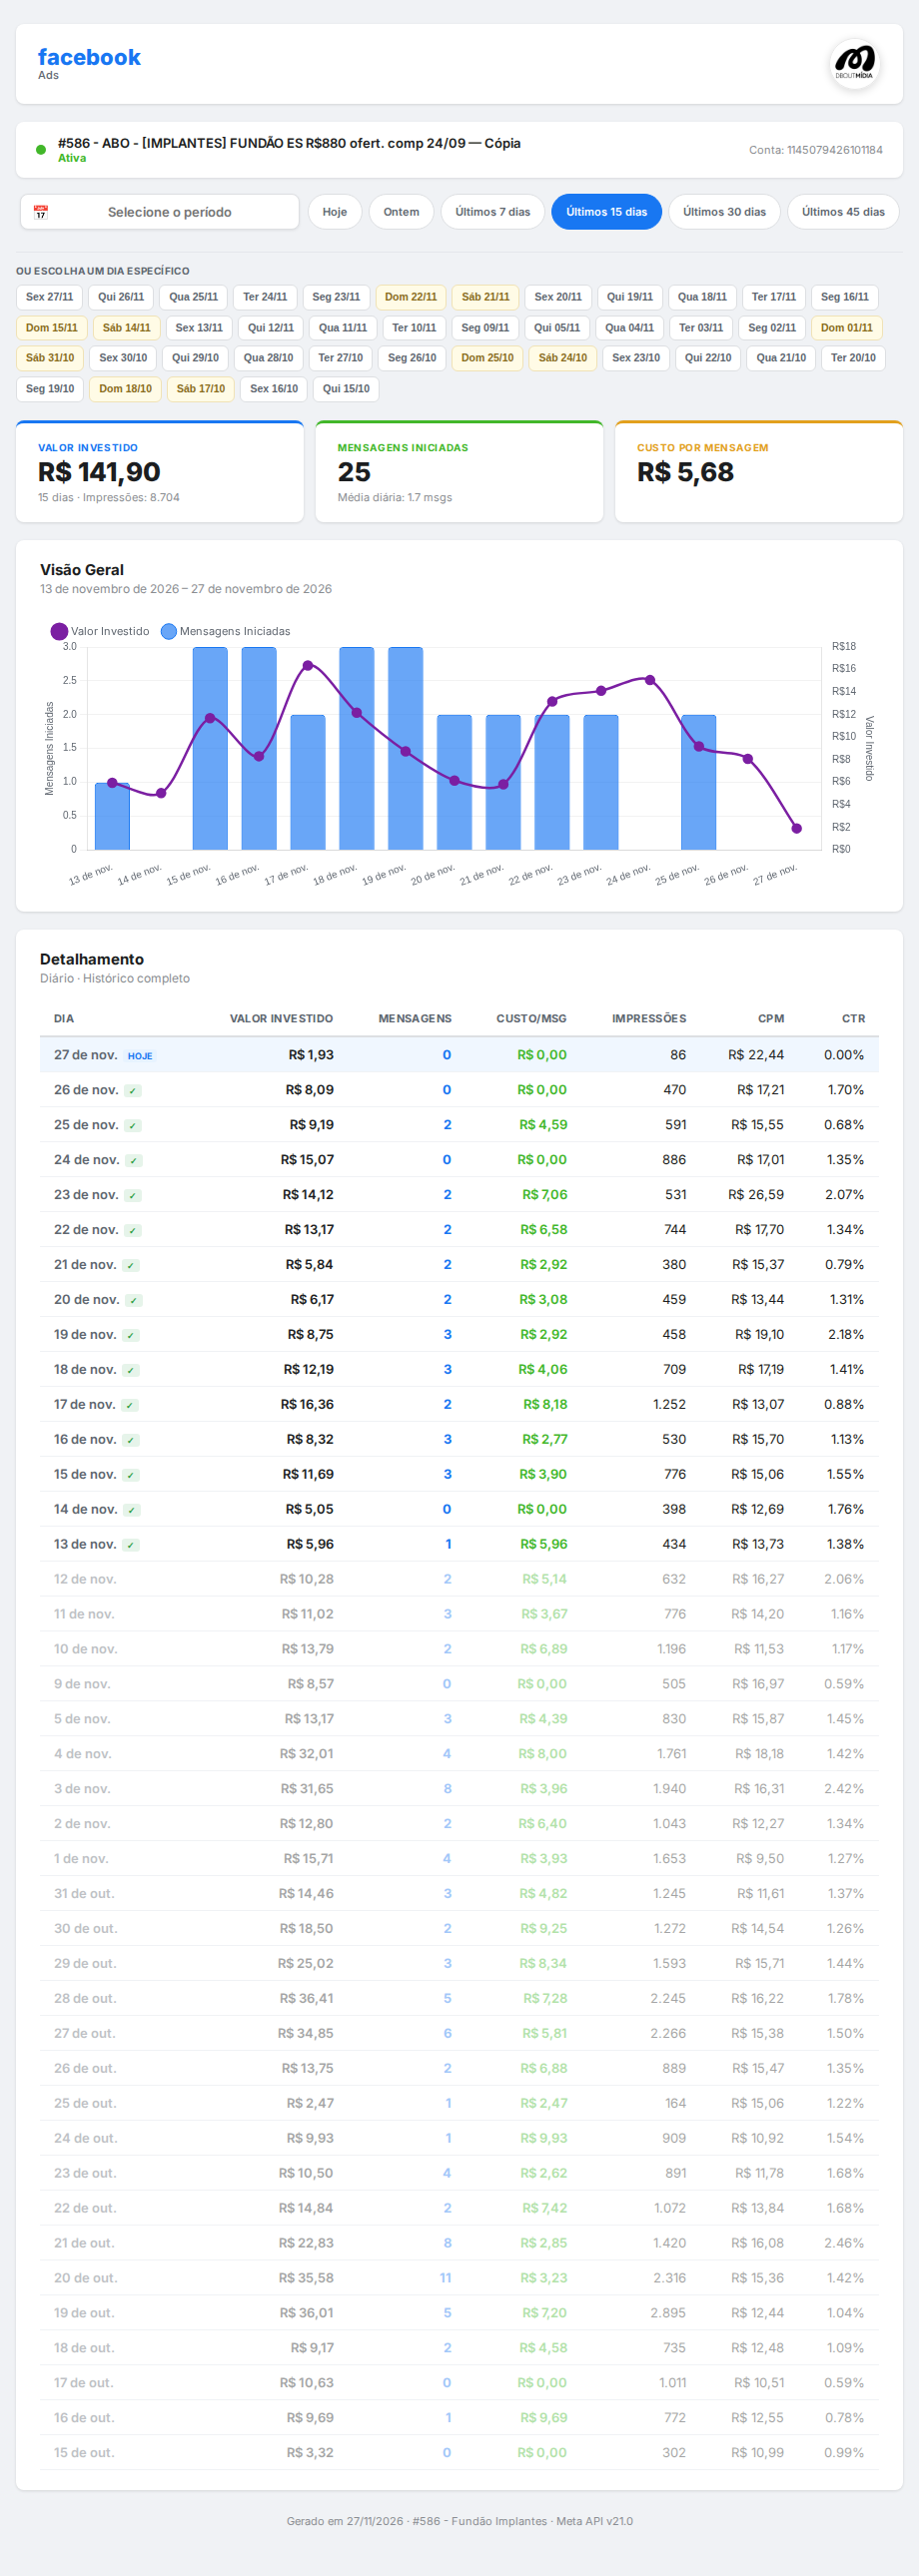 facebook
Ads
DBOUTMÍDIA
#586 - ABO - [IMPLANTES] FUNDÃO ES R$880 ofert. comp 24/09 — Cópia
Ativa
Conta: 1145079426101184
Selecione o período
Hoje
Ontem
Últimos 7 dias
Últimos 15 dias
Últimos 30 dias
Últimos 45 dias
OU ESCOLHA UM DIA ESPECÍFICO
Sex 27/11 Qui 26/11 Qua 25/11 Ter 24/11 Seg 23/11 Dom 22/11 Sáb 21/11 Sex 20/11 Qui 19/11 Qua 18/11 Ter 17/11 Seg 16/11
Dom 15/11 Sáb 14/11 Sex 13/11 Qui 12/11 Qua 11/11 Ter 10/11 Seg 09/11 Qui 05/11 Qua 04/11 Ter 03/11 Seg 02/11 Dom 01/11
Sáb 31/10 Sex 30/10 Qui 29/10 Qua 28/10 Ter 27/10 Seg 26/10 Dom 25/10 Sáb 24/10 Sex 23/10 Qui 22/10 Qua 21/10 Ter 20/10
Seg 19/10 Dom 18/10 Sáb 17/10 Sex 16/10 Qui 15/10
VALOR INVESTIDO
R$ 141,90
15 dias · Impressões: 8.704
MENSAGENS INICIADAS
25
Média diária: 1.7 msgs
CUSTO POR MENSAGEM
R$ 5,68
Visão Geral
13 de novembro de 2026 – 27 de novembro de 2026
Valor Investido
Mensagens Iniciadas
3.0
2.5
2.0
1.5
1.0
0.5
0
Mensagens Iniciadas
R$18
R$16
R$14
R$12
R$10
R$8
R$6
R$4
R$2
R$0
Valor Investido
13 de nov. 14 de nov. 15 de nov. 16 de nov. 17 de nov. 18 de nov. 19 de nov. 20 de nov. 21 de nov. 22 de nov. 23 de nov. 24 de nov. 25 de nov. 26 de nov. 27 de nov.
Detalhamento
Diário · Histórico completo
DIA VALOR INVESTIDO MENSAGENS CUSTO/MSG IMPRESSÕES CPM CTR
27 de nov. HOJE R$ 1,93 0 R$ 0,00 86 R$ 22,44 0.00%
26 de nov. ✓ R$ 8,09 0 R$ 0,00 470 R$ 17,21 1.70%
25 de nov. ✓ R$ 9,19 2 R$ 4,59 591 R$ 15,55 0.68%
24 de nov. ✓ R$ 15,07 0 R$ 0,00 886 R$ 17,01 1.35%
23 de nov. ✓ R$ 14,12 2 R$ 7,06 531 R$ 26,59 2.07%
22 de nov. ✓ R$ 13,17 2 R$ 6,58 744 R$ 17,70 1.34%
21 de nov. ✓ R$ 5,84 2 R$ 2,92 380 R$ 15,37 0.79%
20 de nov. ✓ R$ 6,17 2 R$ 3,08 459 R$ 13,44 1.31%
19 de nov. ✓ R$ 8,75 3 R$ 2,92 458 R$ 19,10 2.18%
18 de nov. ✓ R$ 12,19 3 R$ 4,06 709 R$ 17,19 1.41%
17 de nov. ✓ R$ 16,36 2 R$ 8,18 1.252 R$ 13,07 0.88%
16 de nov. ✓ R$ 8,32 3 R$ 2,77 530 R$ 15,70 1.13%
15 de nov. ✓ R$ 11,69 3 R$ 3,90 776 R$ 15,06 1.55%
14 de nov. ✓ R$ 5,05 0 R$ 0,00 398 R$ 12,69 1.76%
13 de nov. ✓ R$ 5,96 1 R$ 5,96 434 R$ 13,73 1.38%
12 de nov. R$ 10,28 2 R$ 5,14 632 R$ 16,27 2.06%
11 de nov. R$ 11,02 3 R$ 3,67 776 R$ 14,20 1.16%
10 de nov. R$ 13,79 2 R$ 6,89 1.196 R$ 11,53 1.17%
9 de nov. R$ 8,57 0 R$ 0,00 505 R$ 16,97 0.59%
5 de nov. R$ 13,17 3 R$ 4,39 830 R$ 15,87 1.45%
4 de nov. R$ 32,01 4 R$ 8,00 1.761 R$ 18,18 1.42%
3 de nov. R$ 31,65 8 R$ 3,96 1.940 R$ 16,31 2.42%
2 de nov. R$ 12,80 2 R$ 6,40 1.043 R$ 12,27 1.34%
1 de nov. R$ 15,71 4 R$ 3,93 1.653 R$ 9,50 1.27%
31 de out. R$ 14,46 3 R$ 4,82 1.245 R$ 11,61 1.37%
30 de out. R$ 18,50 2 R$ 9,25 1.272 R$ 14,54 1.26%
29 de out. R$ 25,02 3 R$ 8,34 1.593 R$ 15,71 1.44%
28 de out. R$ 36,41 5 R$ 7,28 2.245 R$ 16,22 1.78%
27 de out. R$ 34,85 6 R$ 5,81 2.266 R$ 15,38 1.50%
26 de out. R$ 13,75 2 R$ 6,88 889 R$ 15,47 1.35%
25 de out. R$ 2,47 1 R$ 2,47 164 R$ 15,06 1.22%
24 de out. R$ 9,93 1 R$ 9,93 909 R$ 10,92 1.54%
23 de out. R$ 10,50 4 R$ 2,62 891 R$ 11,78 1.68%
22 de out. R$ 14,84 2 R$ 7,42 1.072 R$ 13,84 1.68%
21 de out. R$ 22,83 8 R$ 2,85 1.420 R$ 16,08 2.46%
20 de out. R$ 35,58 11 R$ 3,23 2.316 R$ 15,36 1.42%
19 de out. R$ 36,01 5 R$ 7,20 2.895 R$ 12,44 1.04%
18 de out. R$ 9,17 2 R$ 4,58 735 R$ 12,48 1.09%
17 de out. R$ 10,63 0 R$ 0,00 1.011 R$ 10,51 0.59%
16 de out. R$ 9,69 1 R$ 9,69 772 R$ 12,55 0.78%
15 de out. R$ 3,32 0 R$ 0,00 302 R$ 10,99 0.99%
Gerado em 27/11/2026 · #586 - Fundão Implantes · Meta API v21.0